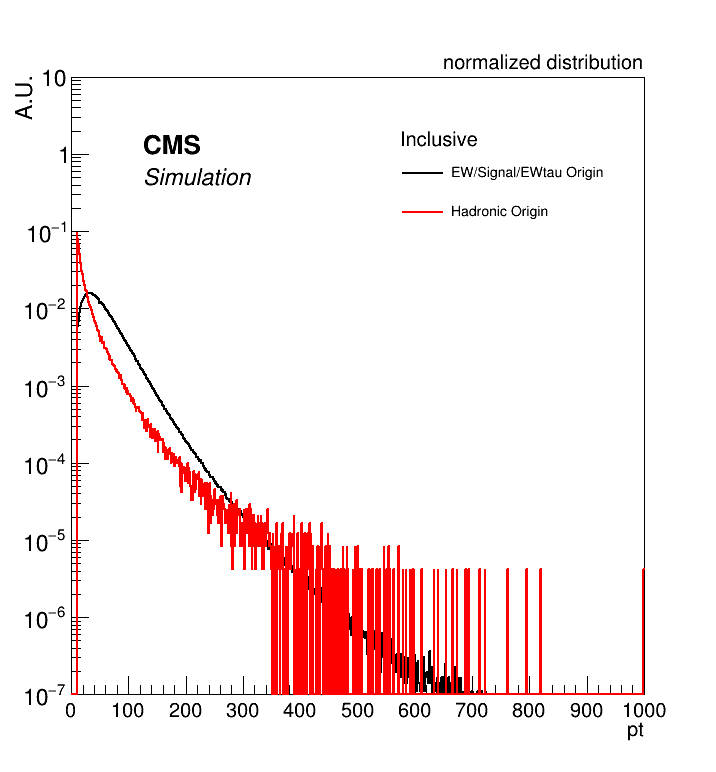 normalized distribution
A.U.
10
CMS
Simulation
Inclusive
EW/Signal/EWtau Origin
Hadronic Origin
1
10⁻¹
10⁻²
10⁻³
10⁻⁴
10⁻⁵
10⁻⁶
10⁻⁷
0 100 200 300 400 500 600 700 800 900 1000
pt